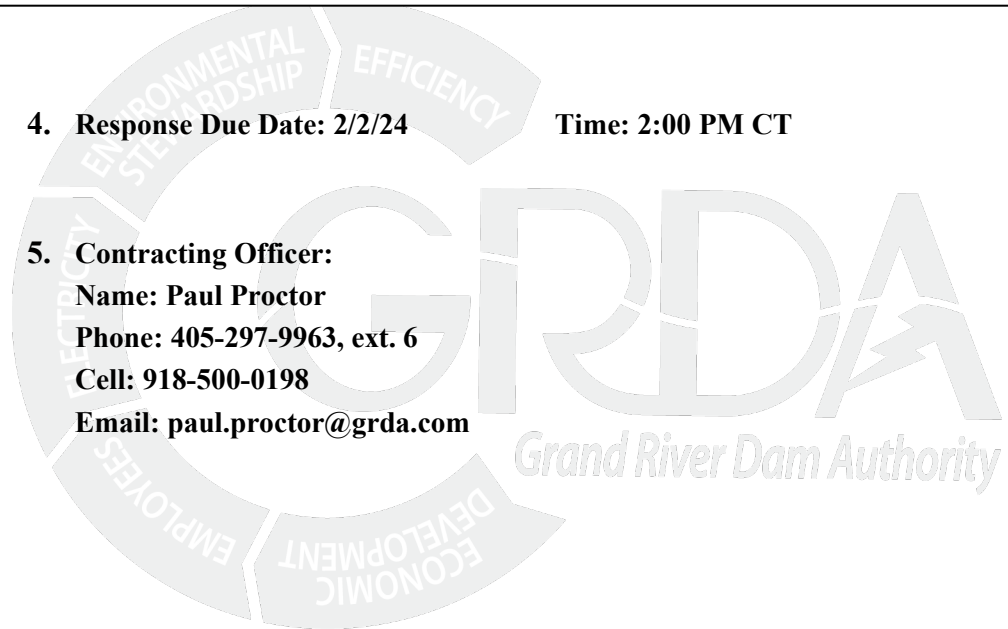 ENVIRONMENTAL
STEWARDSHIP
EFFICIENCY
4. Response Due Date: 2/2/24 Time: 2:00 PM CT
5. Contracting Officer:
Name: Paul Proctor
Phone: 405-297-9963, ext. 6
Cell: 918-500-0198
Email: paul.proctor@grda.com
ELECTRICITY
GRDA
Grand River Dam Authority
EMPLOYEES
ECONOMIC
DEVELOPMENT